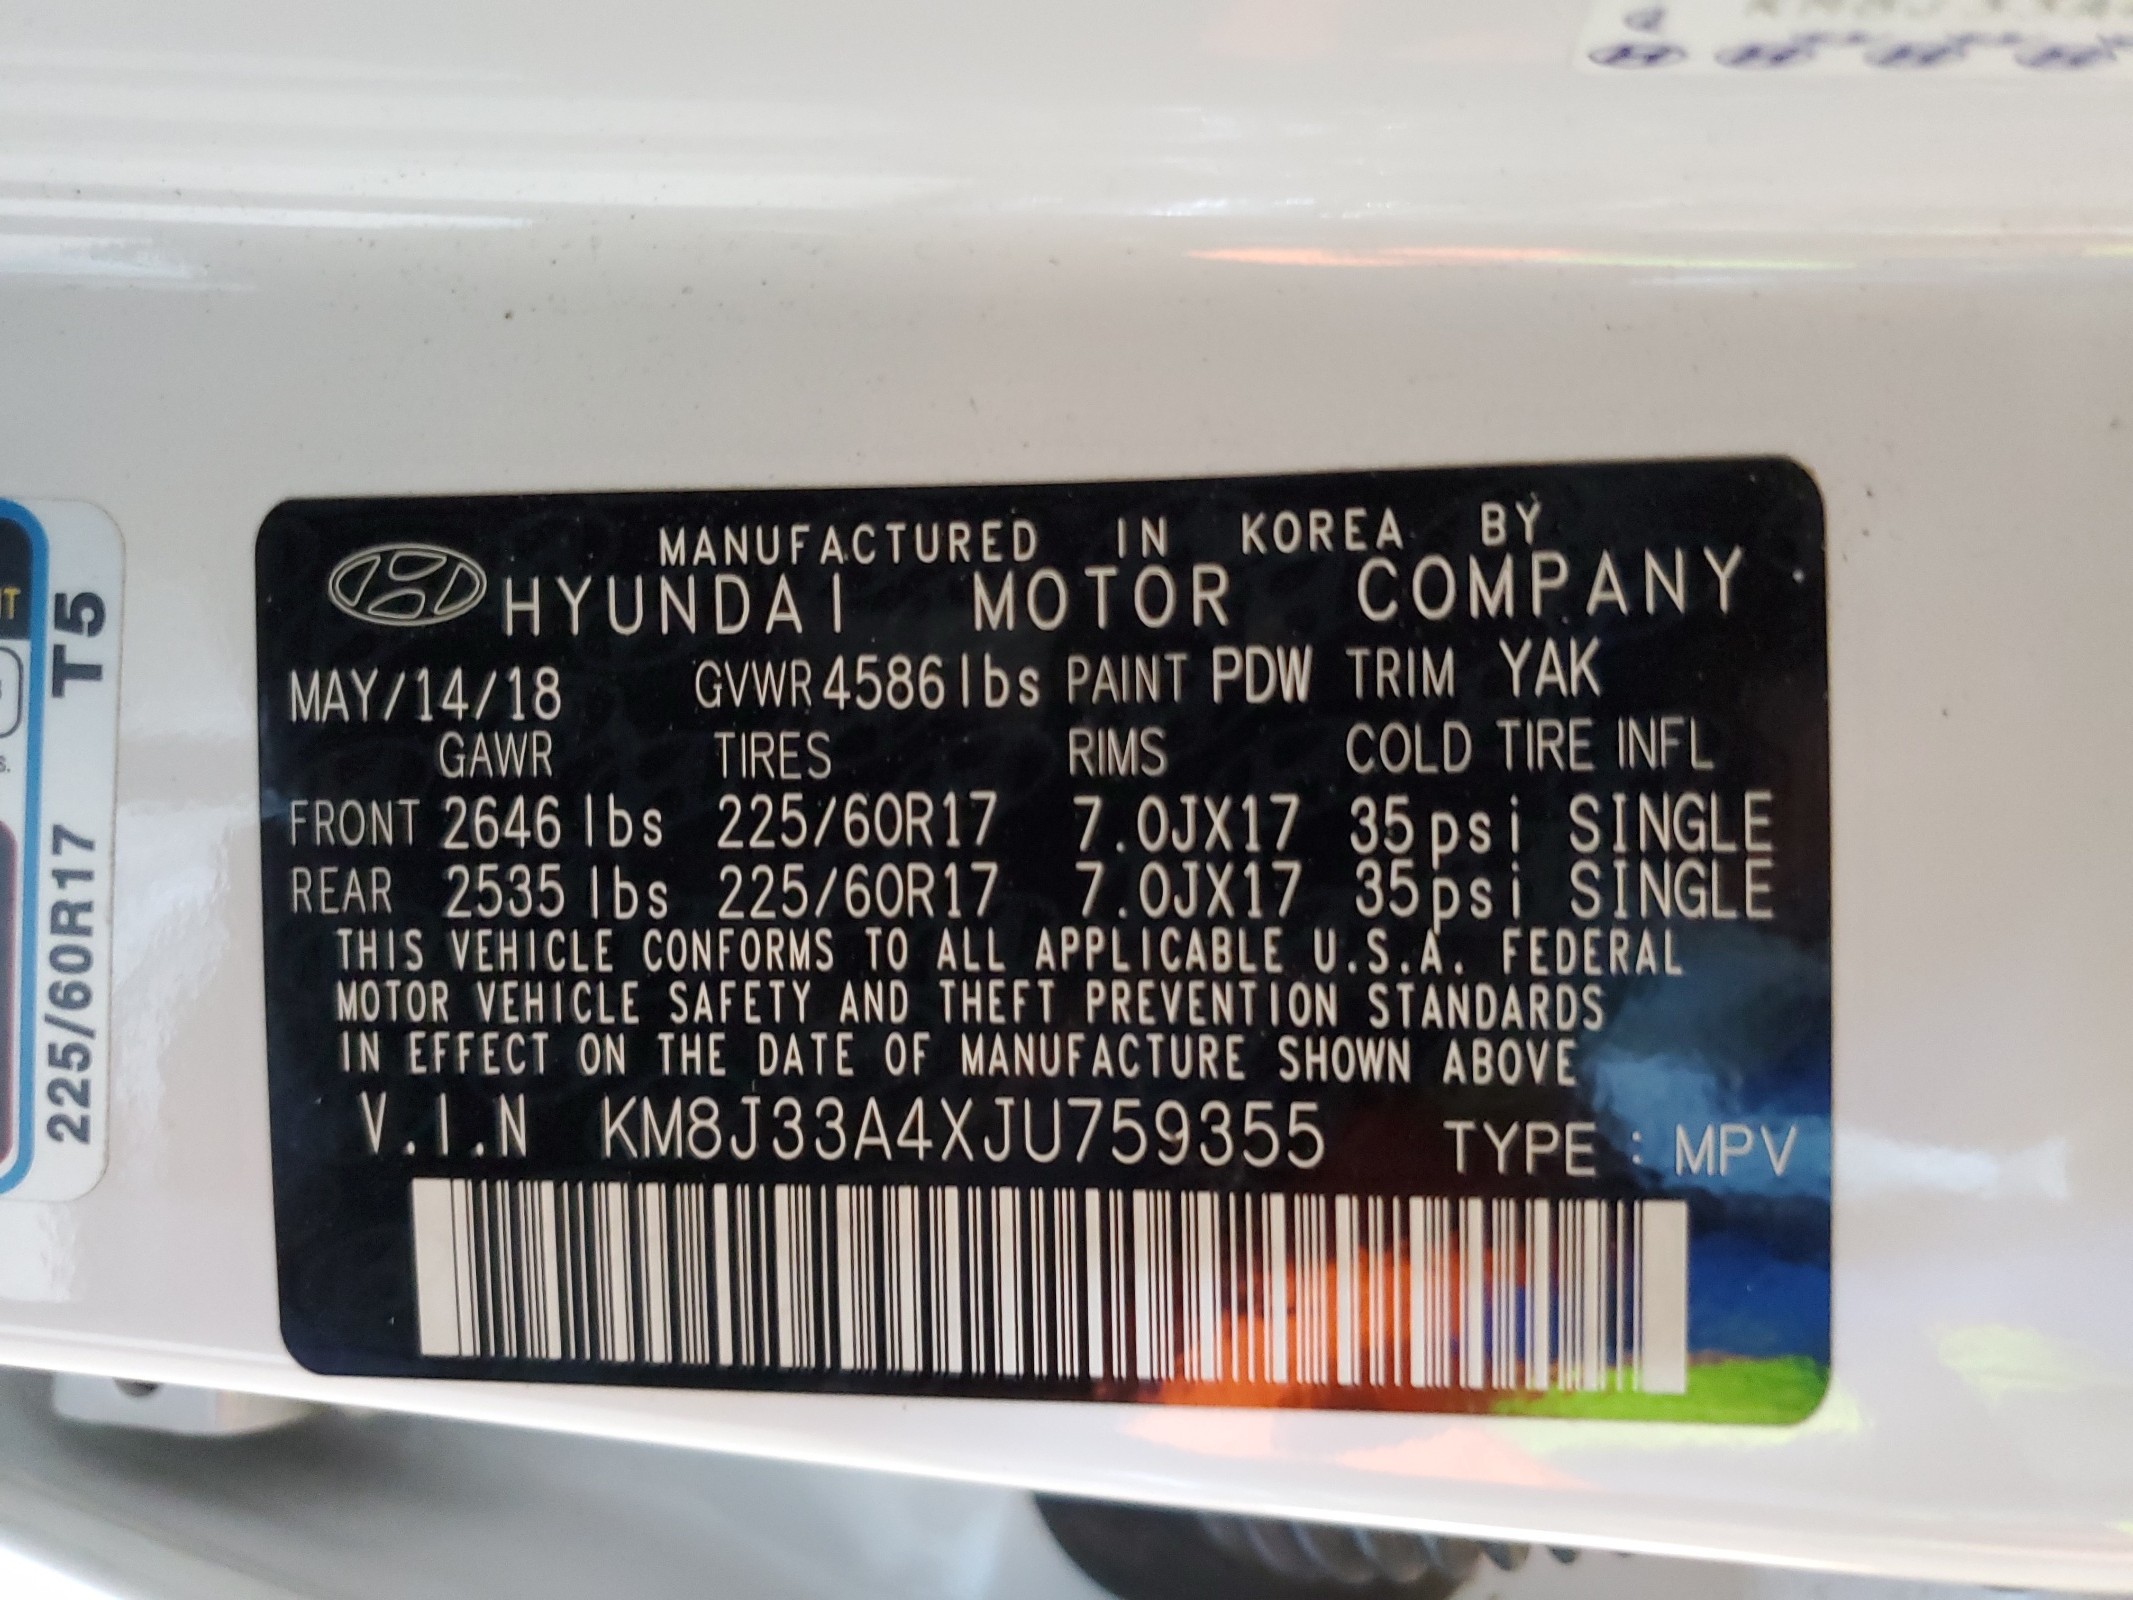 MANUFACTURED IN KOREA BY
HYUNDAI MOTOR COMPANY
MAY/14/18 GVWR 4586lbs PAINT PDW TRIM YAK
GAWR TIRES RIMS COLD TIRE INFL
FRONT 2646 lbs 225/60R17 7.0JX17 35psi SINGLE
REAR 2535 lbs 225/60R17 7.0JX17 35psi SINGLE
THIS VEHICLE CONFORMS TO ALL APPLICABLE U.S.A. FEDERAL
MOTOR VEHICLE SAFETY AND THEFT PREVENTION STANDARDS
IN EFFECT ON THE DATE OF MANUFACTURE SHOWN ABOVE
V.I.N KM8J33A4XJU759355 TYPE : MPV
225/60R17 T5